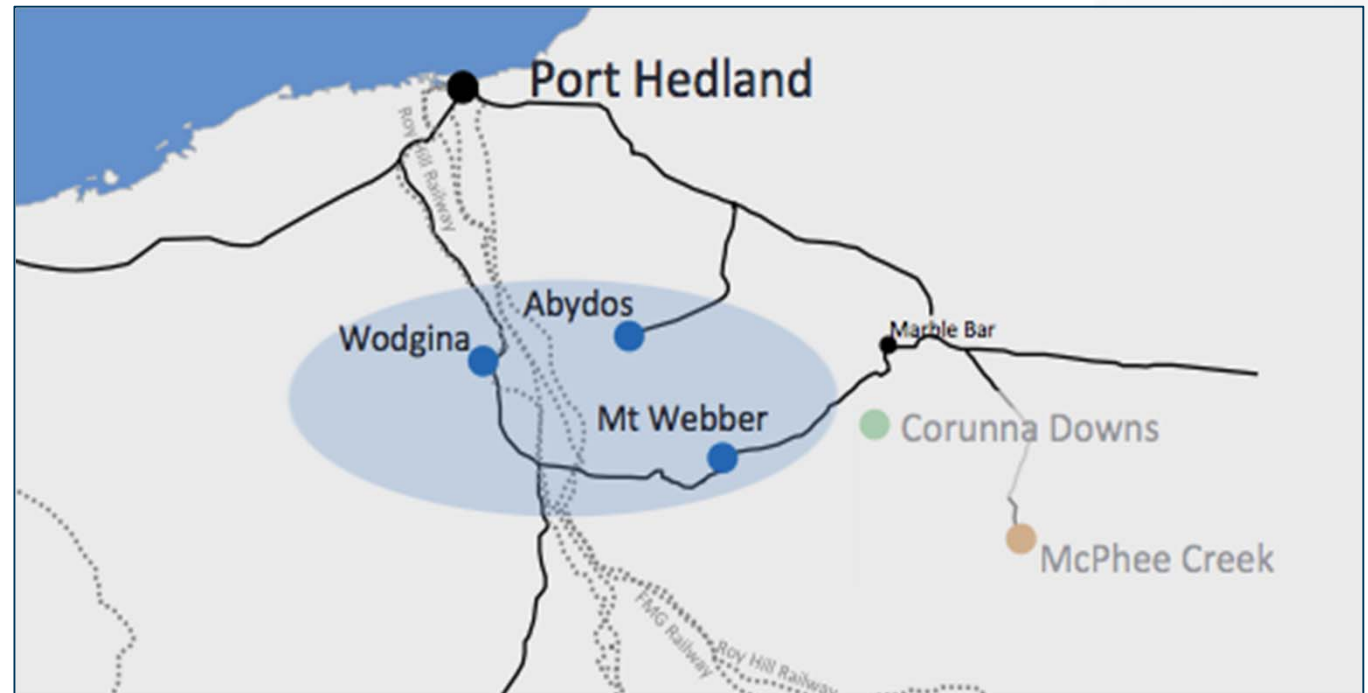 Port Hedland
Roy Hill Railway
Abydos
Wodgina
Marble Bar
Mt Webber
Corunna Downs
McPhee Creek
FMG Railway
Roy Hill Railway